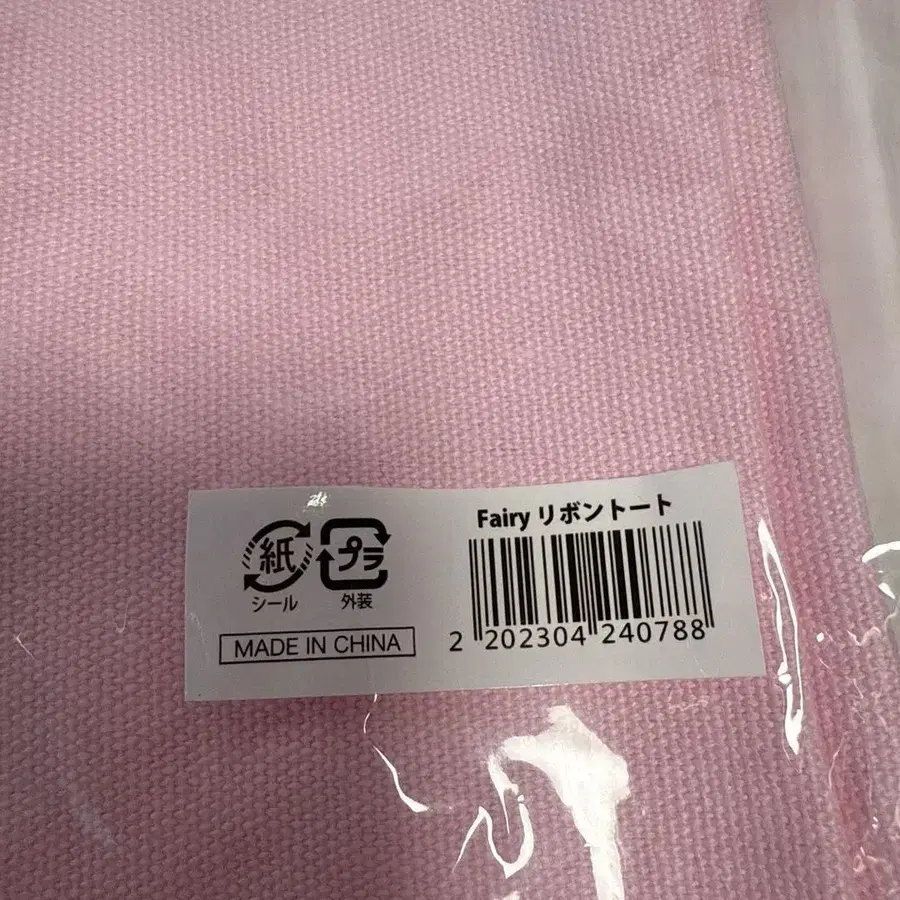 Fairy リボントート
紙
プラ
シール
外装
MADE IN CHINA
2 202304 240788